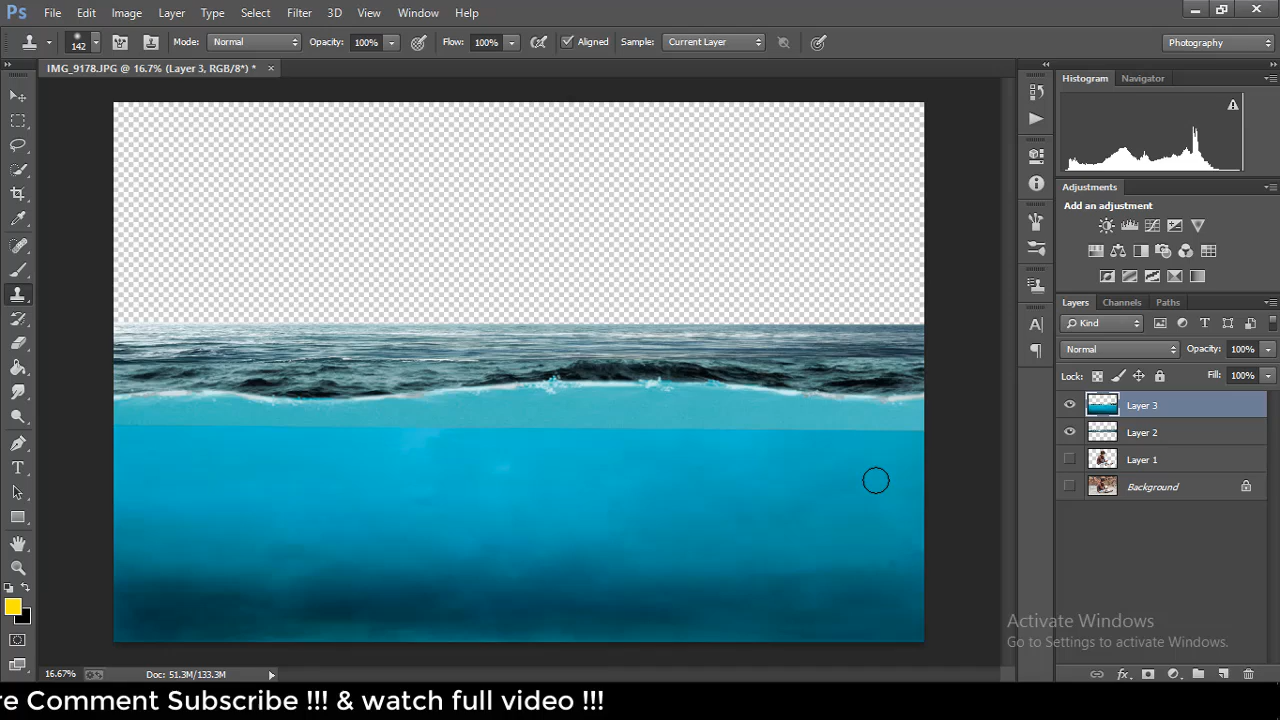 Ps File Edit Image Layer Type Select Filter 3D View Window Help
142 Mode: Normal Opacity: 100% Flow: 100% Aligned Sample: Current Layer Photography
IMG_9178.JPG @ 16.7% (Layer 3, RGB/8*) *
Histogram Navigator
Adjustments
Add an adjustment
Layers Channels Paths
Kind
Normal Opacity: 100%
Lock: Fill: 100%
Layer 3
Layer 2
Layer 1
Background
Activate Windows
Go to Settings to activate Windows.
16.67% Doc: 51.3M/133.3M
re Comment Subscribe !!! & watch full video !!!